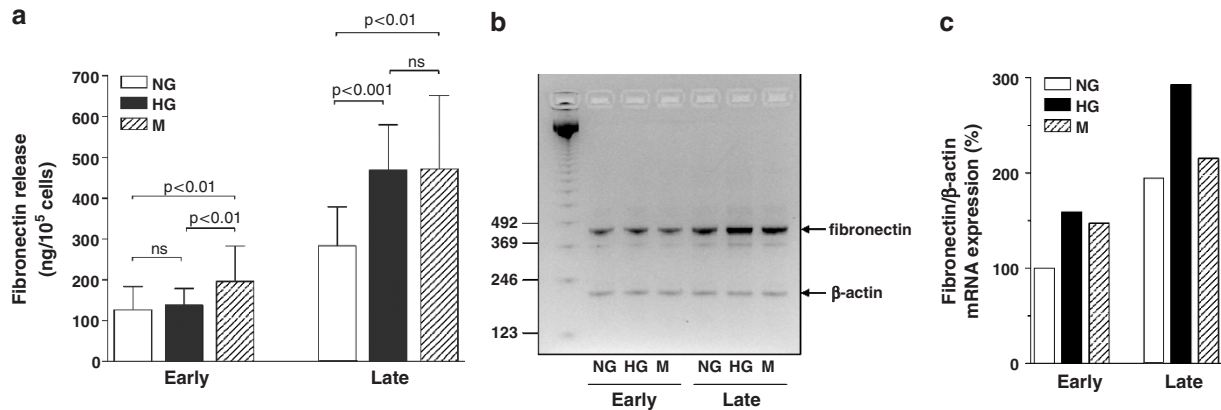 a
p<0.01
ns
p<0.001
p<0.01
p<0.01
ns
NG
HG
M
700
600
500
400
300
200
100
0
Fibronectin release
(ng/10⁵ cells)
Early
Late
b
492
369
246
123
fibronectin
β-actin
NG HG M NG HG M
Early Late
c
300
200
100
0
NG
HG
M
Fibronectin/β-actin
mRNA expression (%)
Early
Late